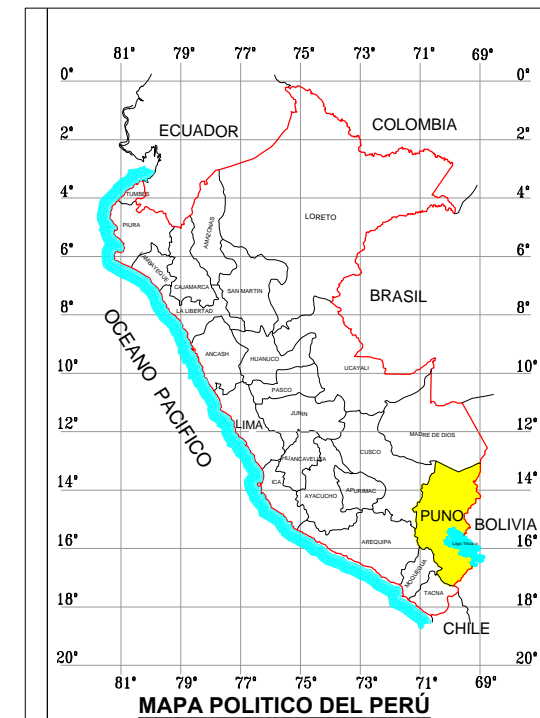 81° 79° 77° 75° 73° 71° 69°
0° 0°
ECUADOR
COLOMBIA
2° 2°
4° 4°
TUMBES
LORETO
PIURA
AMAZONAS
6° 6°
LAMBAYEQUE
CAJAMARCA
SAN MARTIN
BRASIL
8° 8°
LA LIBERTAD
OCEANO PACIFICO
ANCASH
HUANUCO
10° 10°
UCAYALI
PASCO
JUNIN
12° 12°
LIMA
MADRE DE DIOS
CUSCO
HUANCAVELICA
ICA
14° 14°
AYACUCHO
APURIMAC
PUNO
BOLIVIA
16° 16°
AREQUIPA
Lago
MOQUEGUA
TACNA
18° 18°
CHILE
20° 20°
81° 79° 77° 75° 73° 71° 69°
MAPA POLITICO DEL PERÚ